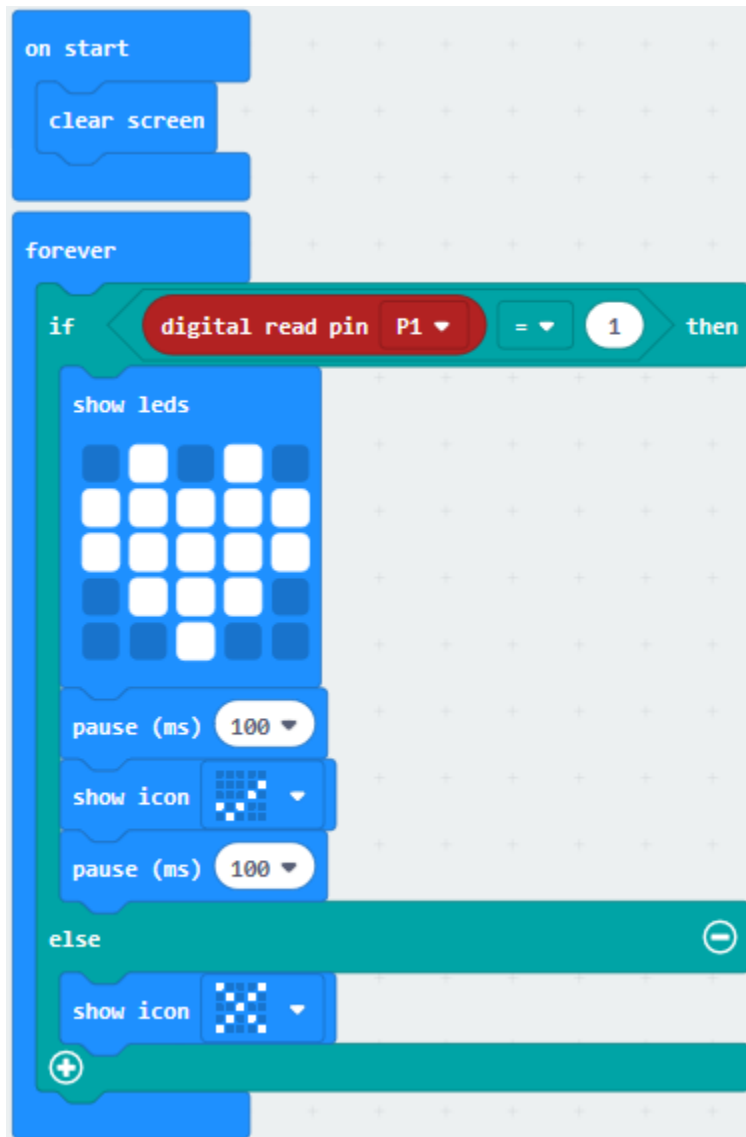 on start
clear screen
forever
if digital read pin P1 = 1 then
show leds
pause (ms) 100
show icon
pause (ms) 100
else
show icon